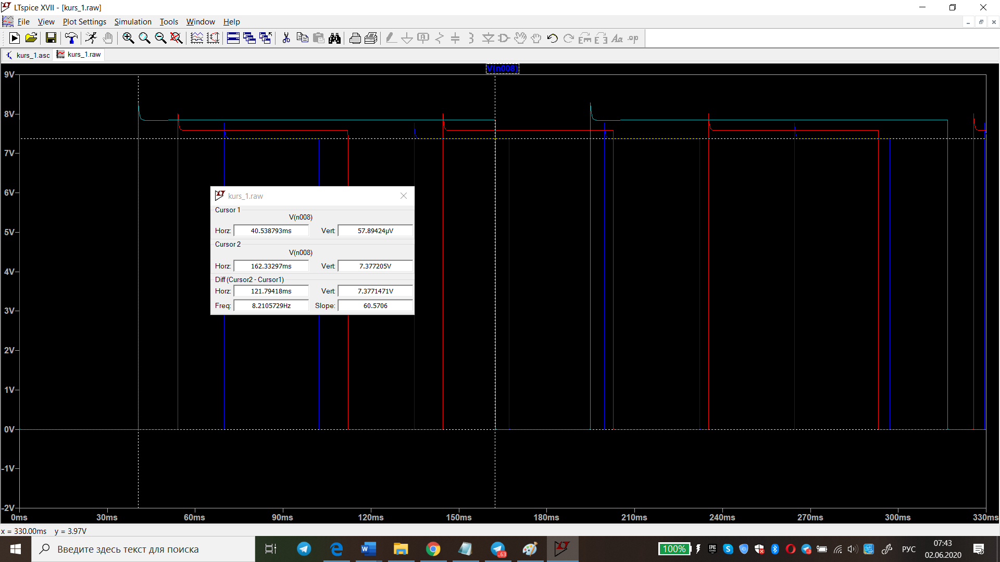 LTspice XVII - [kurs_1.raw]
File View Plot Settings Simulation Tools Window Help
kurs_1.asc kurs_1.raw
V(n008)
9V
8V
7V
6V
5V
4V
3V
2V
1V
0V
-1V
-2V
0ms 30ms 60ms 90ms 120ms 150ms 180ms 210ms 240ms 270ms 300ms 330ms
kurs_1.raw
Cursor 1
V(n008)
Horz: 40.538793ms Vert: 57.89424µV
Cursor 2
V(n008)
Horz: 162.33297ms Vert: 7.377205V
Diff (Cursor2 - Cursor1)
Horz: 121.79418ms Vert: 7.3771471V
Freq: 8.2105729Hz Slope: 60.5706
x = 330.00ms y = 3.97V
Введите здесь текст для поиска
63
100%
РУС
07:43
02.06.2020